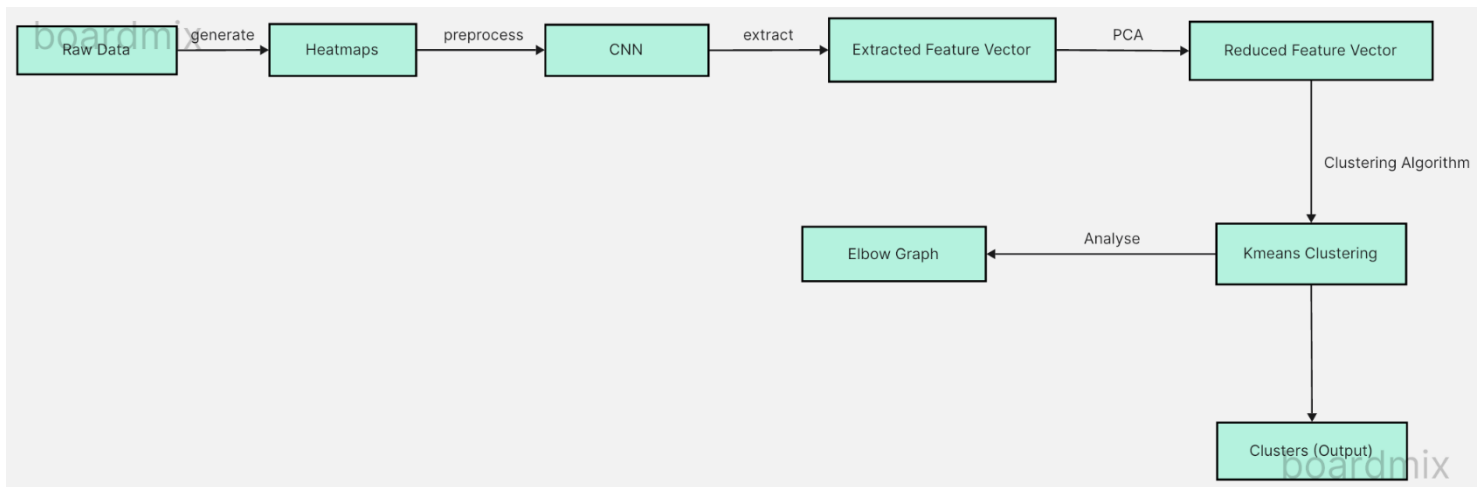 boardmix
Raw Data
generate
Heatmaps
preprocess
CNN
extract
Extracted Feature Vector
PCA
Reduced Feature Vector
Clustering Algorithm
Elbow Graph
Analyse
Kmeans Clustering
Clusters (Output)
boardmix